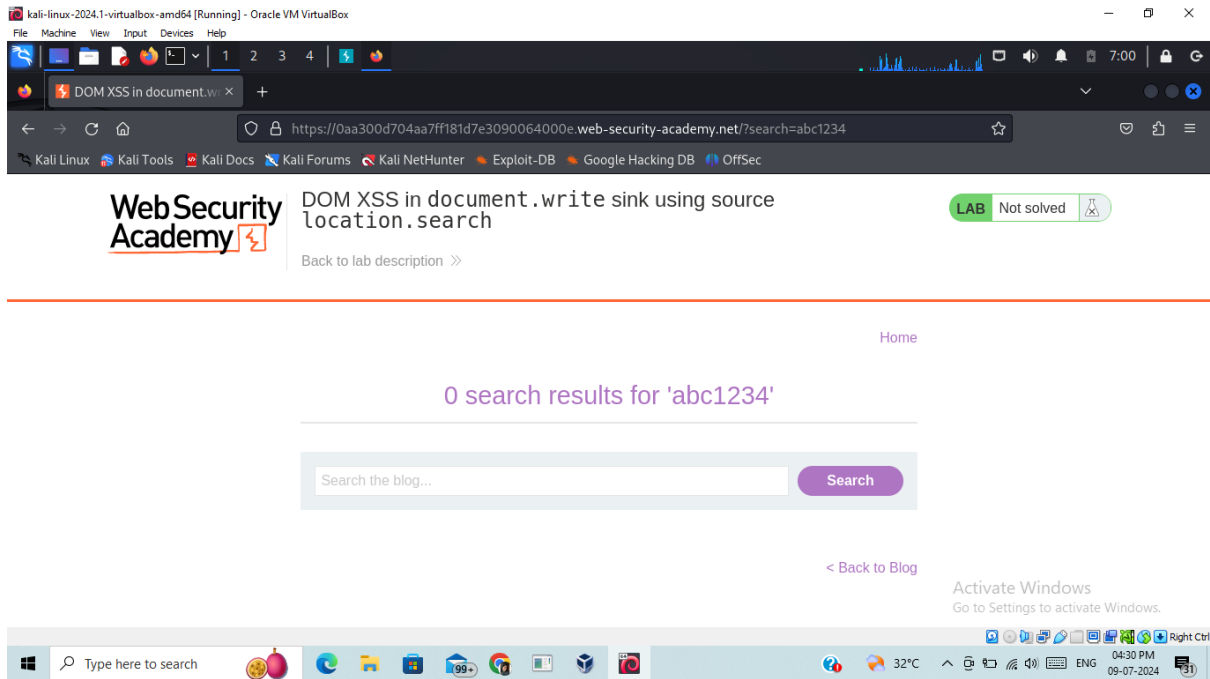 kali-linux-2024.1-virtualbox-amd64 [Running] - Oracle VM VirtualBox
File Machine View Input Devices Help
1 2 3 4 7:00
DOM XSS in document.wr
https://0aa300d704aa7ff181d7e3090064000e.web-security-academy.net/?search=abc1234
Kali Linux Kali Tools Kali Docs Kali Forums Kali NetHunter Exploit-DB Google Hacking DB OffSec
Web Security
Academy
DOM XSS in document.write sink using source
location.search
Back to lab description
LAB Not solved
Home
0 search results for 'abc1234'
Search the blog... Search
< Back to Blog
Activate Windows
Go to Settings to activate Windows.
Right Ctrl
Type here to search
99+
32°C
ENG
04:30 PM
09-07-2024
31